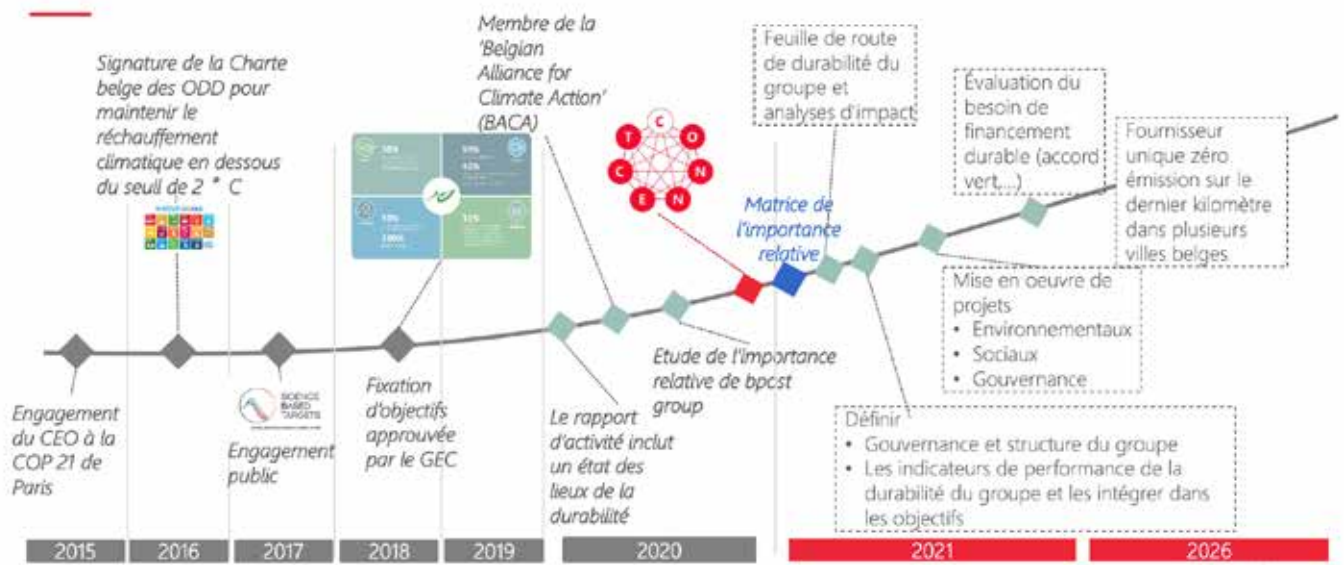 Engagement
du CEO à la
COP 21 de
Paris
Signature de la Charte
belge des ODD pour
maintenir le
réchauffement
climatique en dessous
du seuil de 2 ° C
SCIENCE
BASED
TARGETS
Engagement
public
Fixation
d'objectifs
approuvée
par le GEC
Le rapport
d'activité inclut
un état des
lieux de la
durabilité
Membre de la
'Belgian
Alliance for
Climate Action'
(BACA)
Etude de l'importance
relative de bpost
group
C
O
N
N
E
C
T
Matrice de
l'importance
relative
Feuille de route
de durabilité du
groupe et
analyses d'impact
Définir
• Gouvernance et structure du groupe
• Les indicateurs de performance de la
durabilité du groupe et les intégrer dans
les objectifs
Mise en oeuvre de
projets
• Environnementaux
• Sociaux
• Gouvernance
Évaluation du
besoin de
financement
durable (accord
vert,...)
Fournisseur
unique zéro
émission sur le
dernier kilomètre
dans plusieurs
villes belges
2015
2016
2017
2018
2019
2020
2021
2026